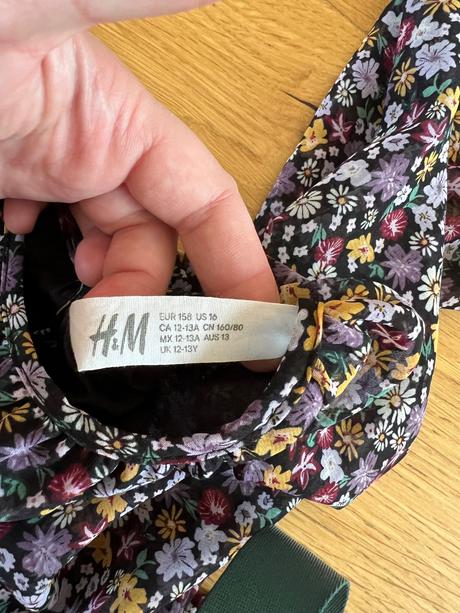 H&M
EUR 158 US 16
CA 12-13A CN 160/80
MX 12-13A AUS 13
UK 12-13Y